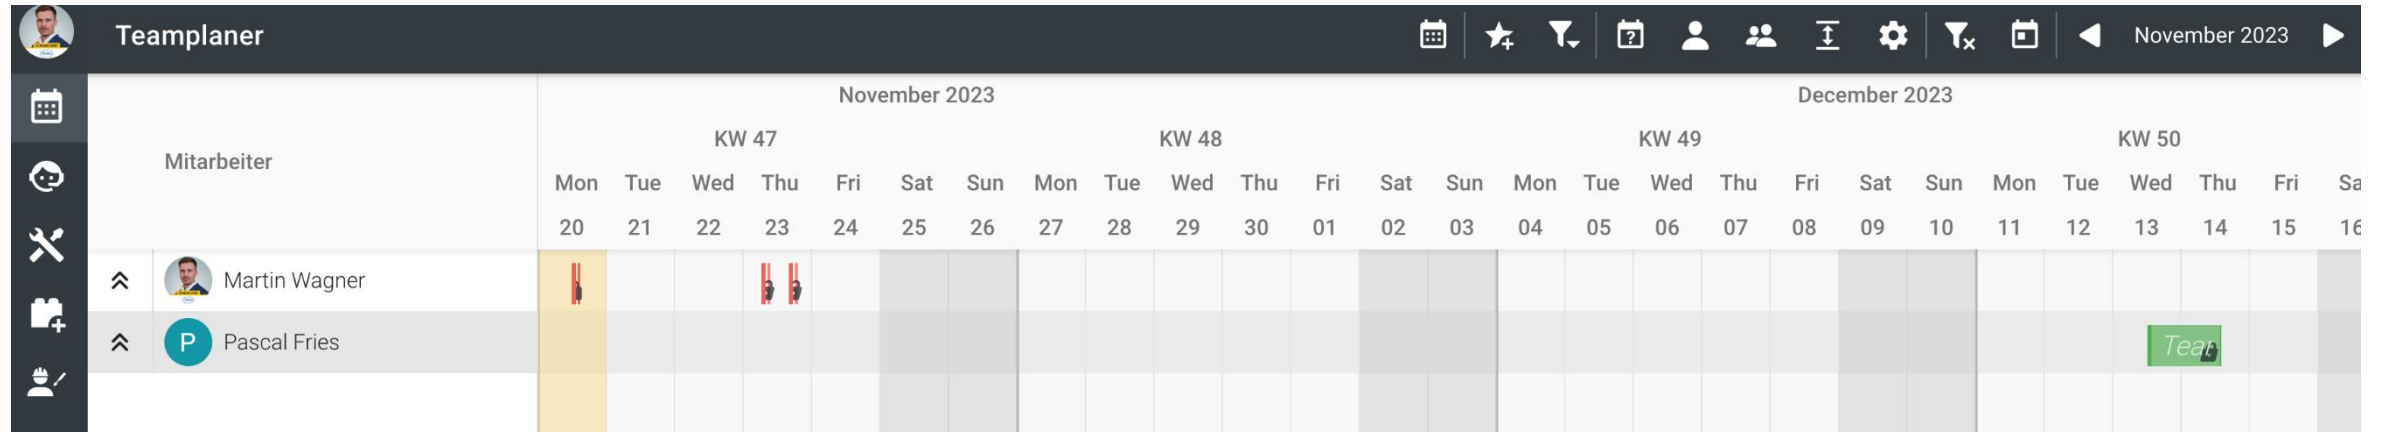 Teamplaner
November 2023
November 2023 December 2023
KW 47 KW 48 KW 49 KW 50
Mitarbeiter
Mon Tue Wed Thu Fri Sat Sun Mon Tue Wed Thu Fri Sat Sun Mon Tue Wed Thu Fri Sat Sun Mon Tue Wed Thu Fri Sa
20 21 22 23 24 25 26 27 28 29 30 01 02 03 04 05 06 07 08 09 10 11 12 13 14 15 16
Martin Wagner
P Pascal Fries